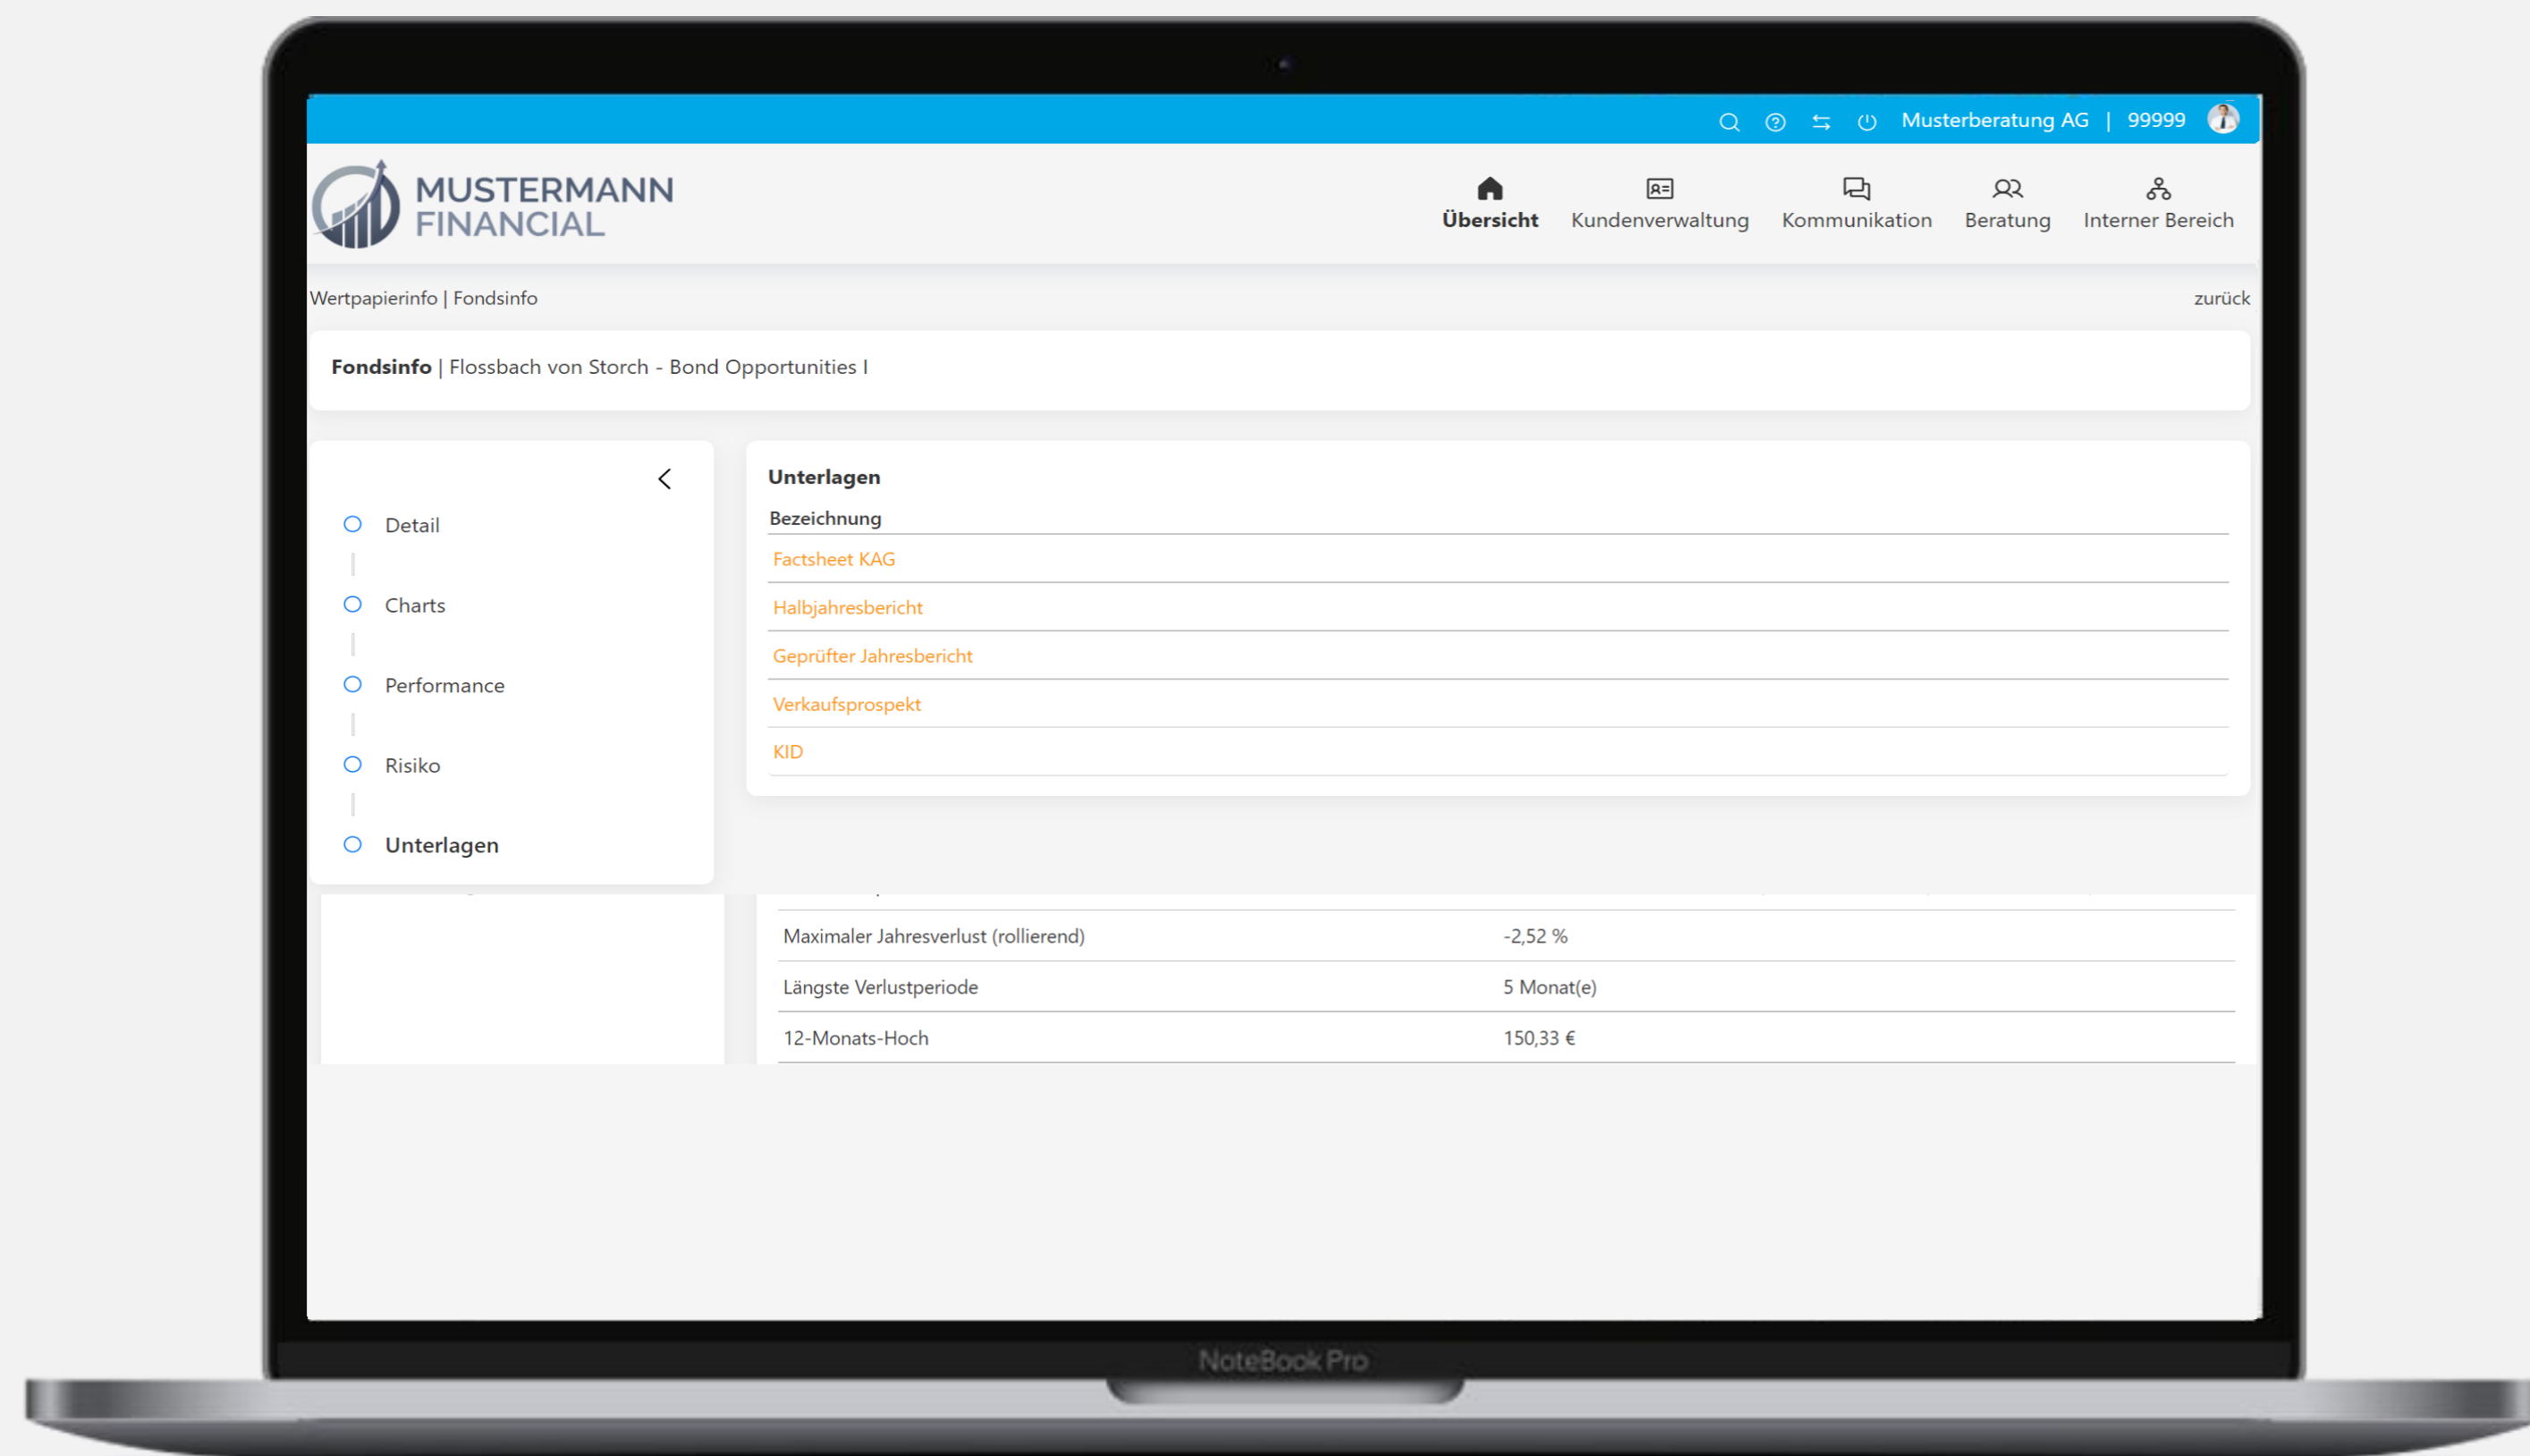 Musterberatung AG | 99999
MUSTERMANN
FINANCIAL
Übersicht Kundenverwaltung Kommunikation Beratung Interner Bereich
Wertpapierinfo | Fondsinfo zurück
Fondsinfo | Flossbach von Storch - Bond Opportunities I
Detail
Charts
Performance
Risiko
Unterlagen
Unterlagen
Bezeichnung
Factsheet KAG
Halbjahresbericht
Geprüfter Jahresbericht
Verkaufsprospekt
KID
Maximaler Jahresverlust (rollierend) -2,52 %
Längste Verlustperiode 5 Monat(e)
12-Monats-Hoch 150,33 €
NoteBook Pro